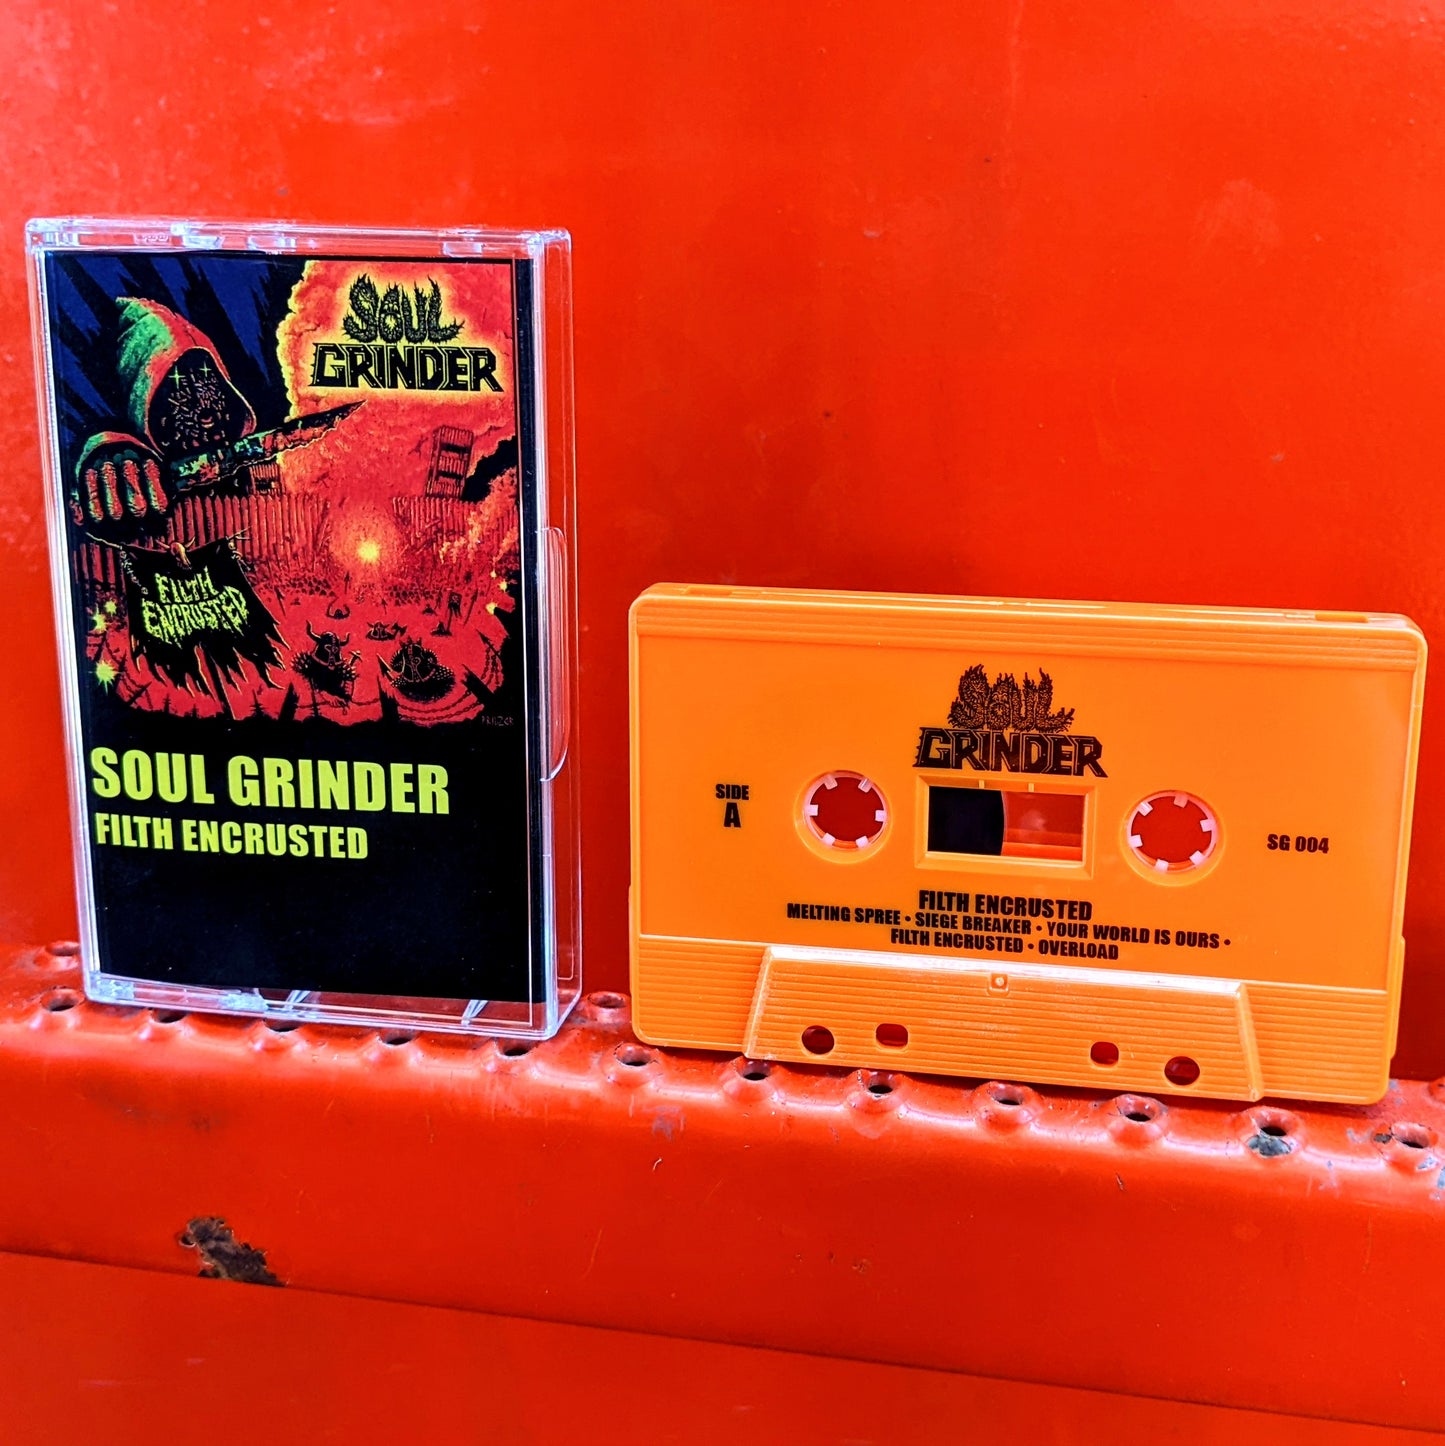 SOUL
GRINDER
FILTH
ENCRUSTED
SOUL GRINDER
FILTH ENCRUSTED
SOUL
GRINDER
SIDE
A
SG 004
FILTH ENCRUSTED
MELTING SPREE • SIEGE BREAKER • YOUR WORLD IS OURS •
FILTH ENCRUSTED • OVERLOAD